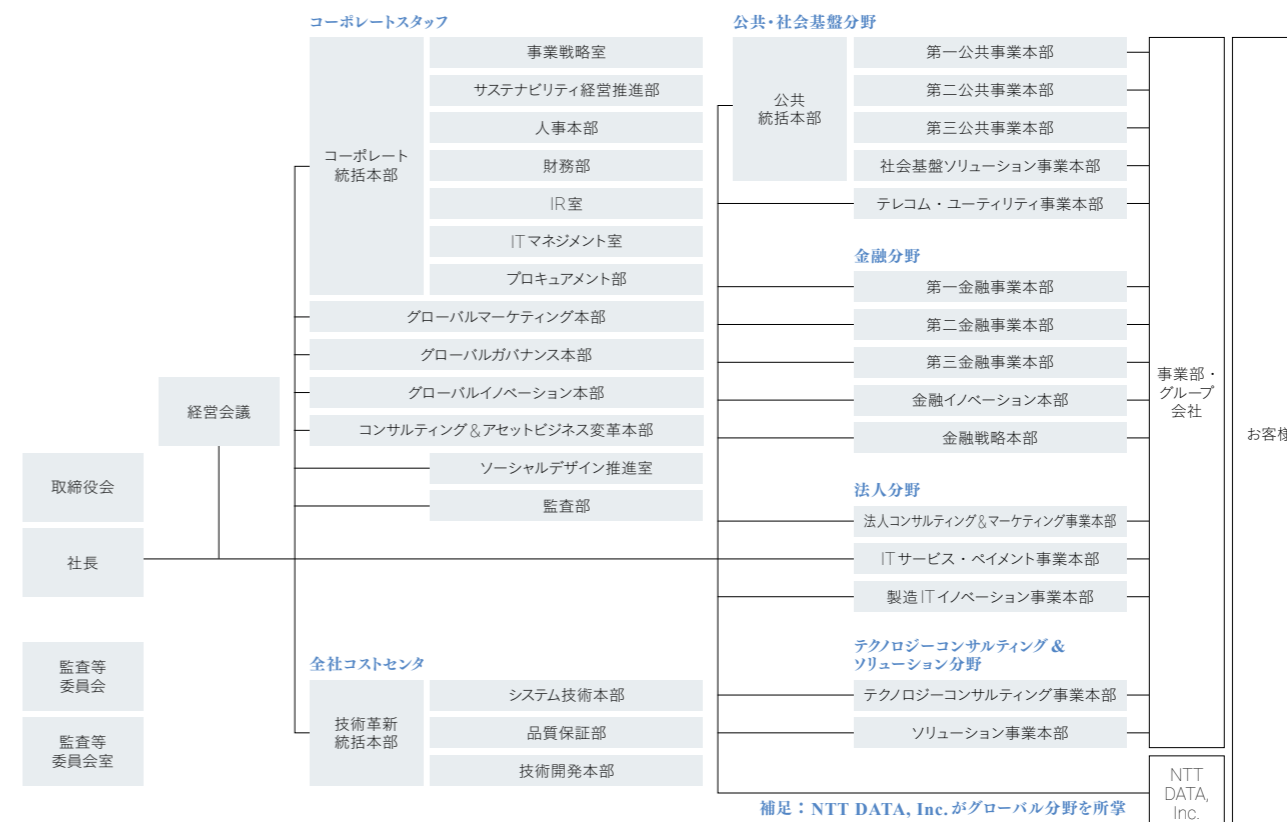 取締役会
社長
監査等
委員会
監査等
委員会室
経営会議
コーポレートスタッフ
コーポレート
統括本部
事業戦略室
サステナビリティ経営推進部
人事本部
財務部
IR室
ITマネジメント室
プロキュアメント部
グローバルマーケティング本部
グローバルガバナンス本部
グローバルイノベーション本部
コンサルティング&アセットビジネス変革本部
ソーシャルデザイン推進室
監査部
全社コストセンタ
技術革新
統括本部
システム技術本部
品質保証部
技術開発本部
公共・社会基盤分野
公共
統括本部
第一公共事業本部
第二公共事業本部
第三公共事業本部
社会基盤ソリューション事業本部
テレコム・ユーティリティ事業本部
金融分野
第一金融事業本部
第二金融事業本部
第三金融事業本部
金融イノベーション本部
金融戦略本部
法人分野
法人コンサルティング&マーケティング事業本部
ITサービス・ペイメント事業本部
製造ITイノベーション事業本部
テクノロジーコンサルティング &
ソリューション分野
テクノロジーコンサルティング事業本部
ソリューション事業本部
補足：NTT DATA, Inc.がグローバル分野を所掌
事業部・
グループ
会社
NTT
DATA,
Inc.
お客様